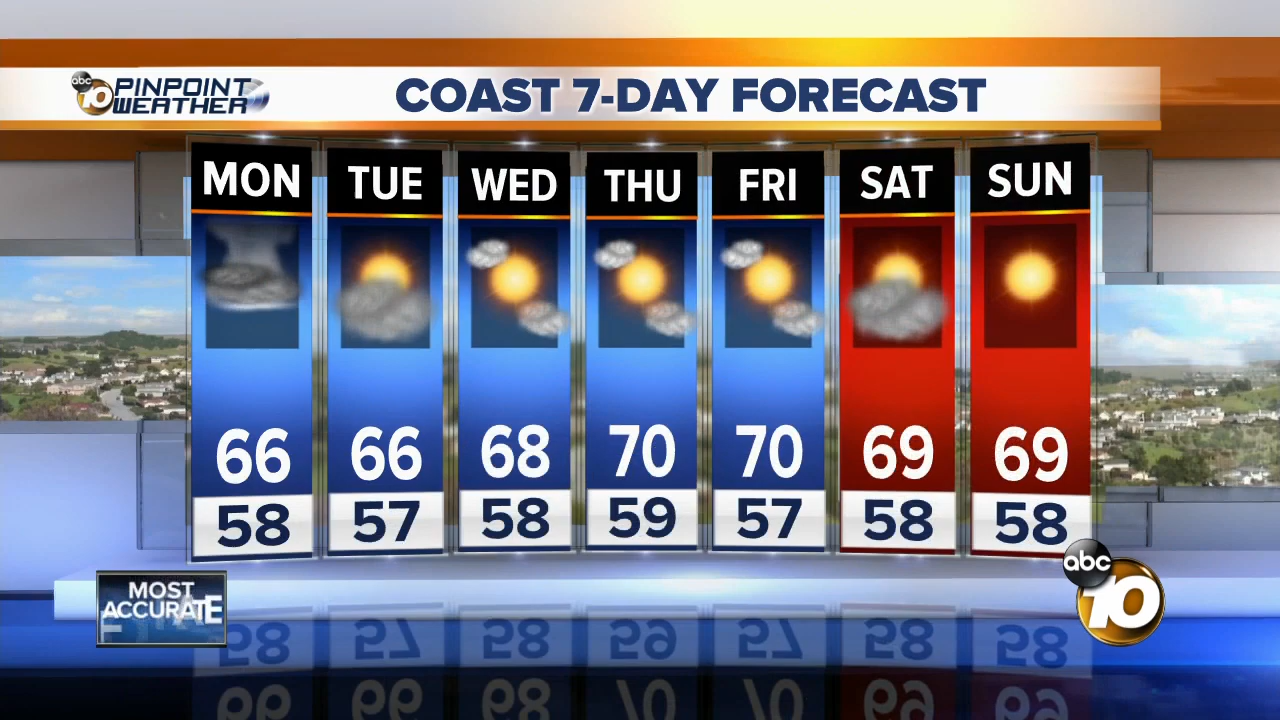 abc 10 PINPOINT WEATHER
COAST 7-DAY FORECAST
MON TUE WED THU FRI SAT SUN
66 66 68 70 70 69 69
58 57 58 59 57 58 58
MOST
ACCURATE
abc
10